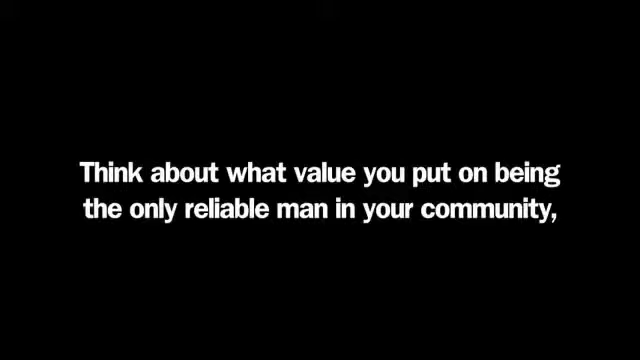 Think about what value you put on being
the only reliable man in your community,